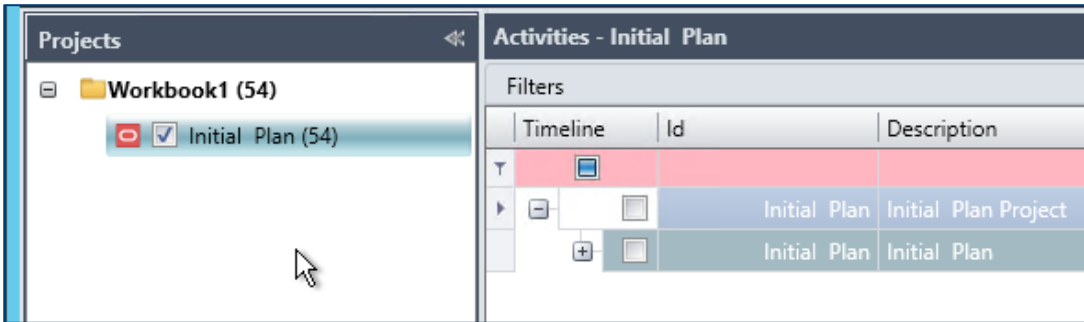 Projects
Workbook1 (54)
Initial Plan (54)
Activities - Initial Plan
Filters
Timeline Id Description
Initial Plan Initial Plan Project
Initial Plan Initial Plan